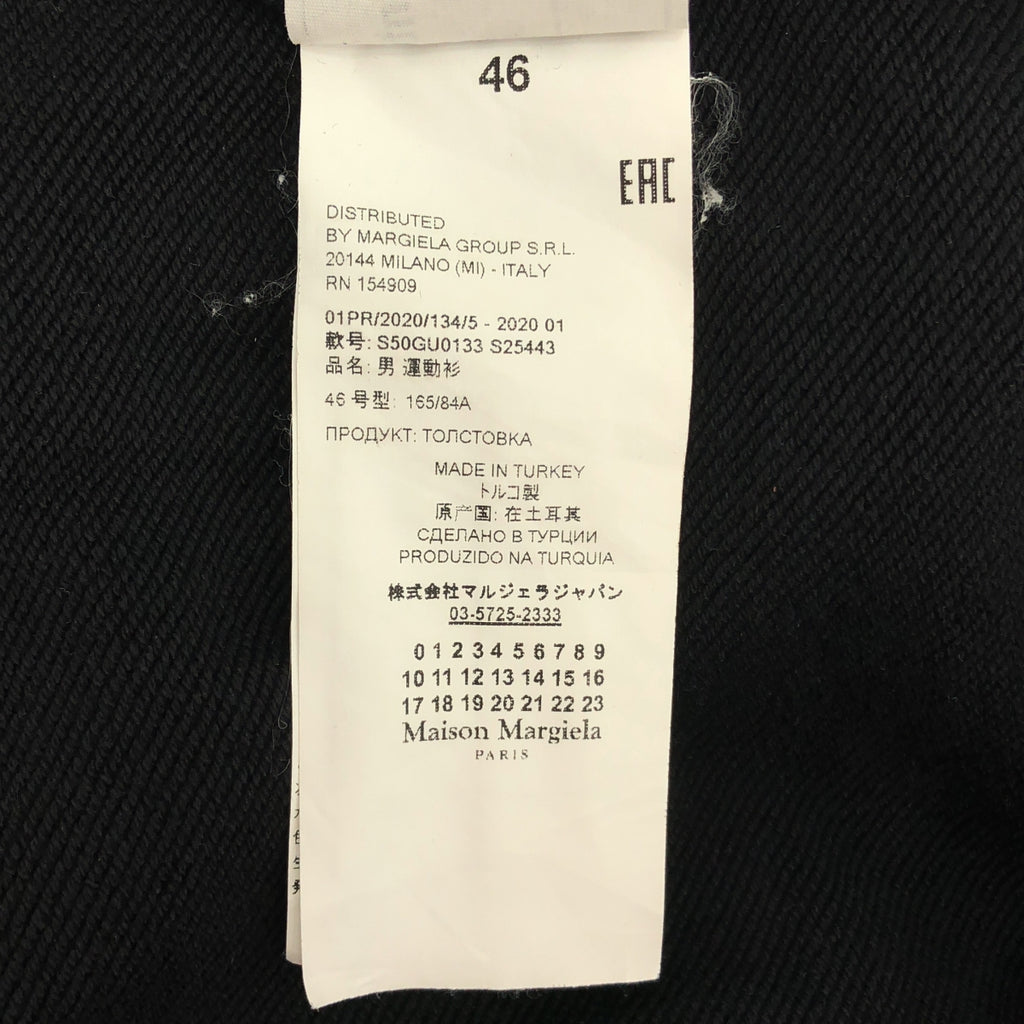 46
EAC
DISTRIBUTED
BY MARGIELA GROUP S.R.L.
20144 MILANO (MI) - ITALY
RN 154909
01PR/2020/134/5 - 2020 01
款号: S50GU0133 S25443
品名: 男 運動衫
46 号型: 165/84A
ПРОДУКТ: ТОЛСТОВКА
MADE IN TURKEY
トルコ製
原产国: 在土耳其
СДЕЛАНО В ТУРЦИИ
PRODUZIDO NA TURQUIA
株式会社マルジェラジャパン
03-5725-2333
0 1 2 3 4 5 6 7 8 9
10 11 12 13 14 15 16
17 18 19 20 21 22 23
Maison Margiela
PARIS